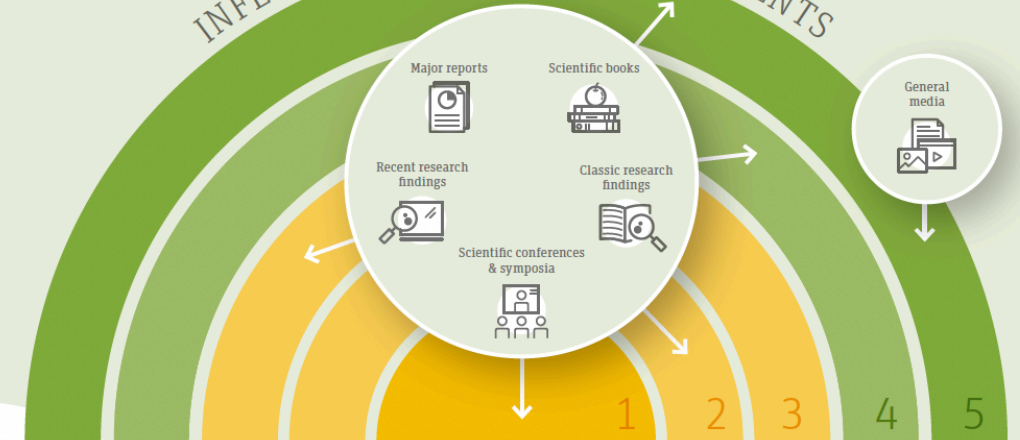 Major reports
Scientific books
General
media
Recent research
findings
Classic research
findings
Scientific conferences
& symposia
1
2
3
4
5